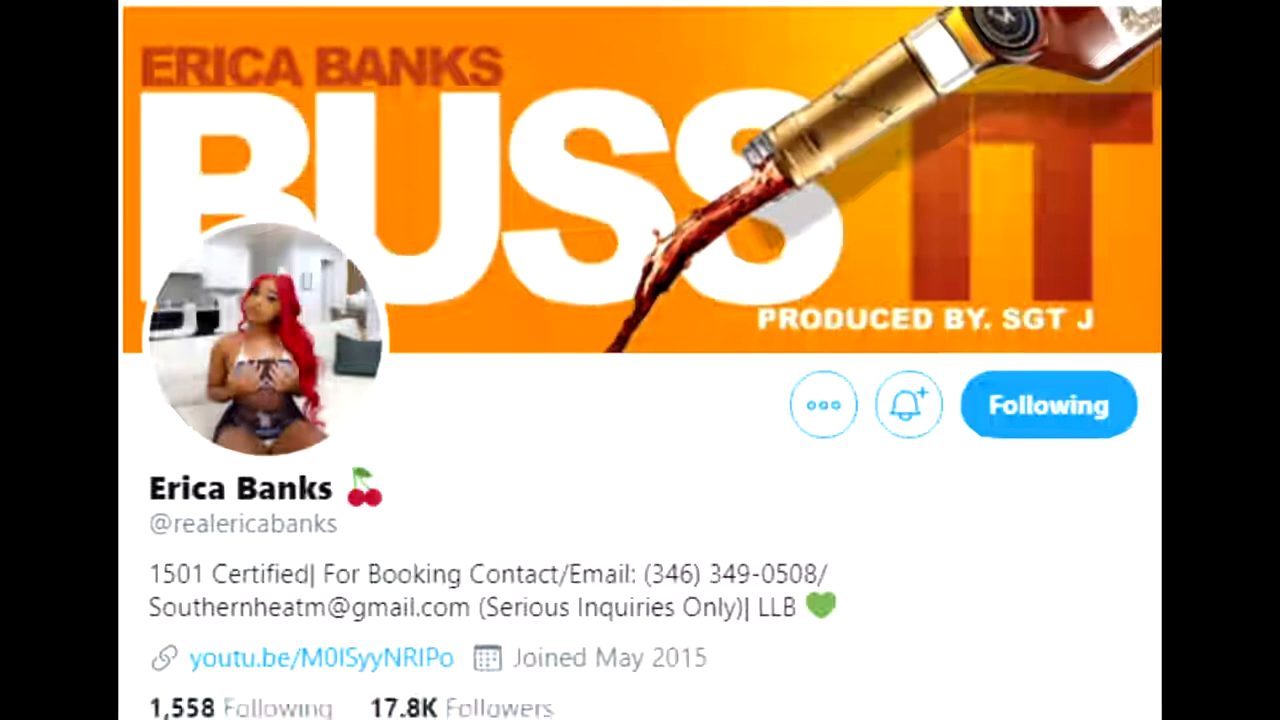 ERICA BANKS
BUSS IT
PRODUCED BY. SGT J
Following
Erica Banks 🍒
@realericabanks
1501 Certified| For Booking Contact/Email: (346) 349-0508/
Southernheatm@gmail.com (Serious Inquiries Only)| LLB 💚
youtu.be/M0ISyyNRIPo Joined May 2015
1,558 Following 17.8K Followers